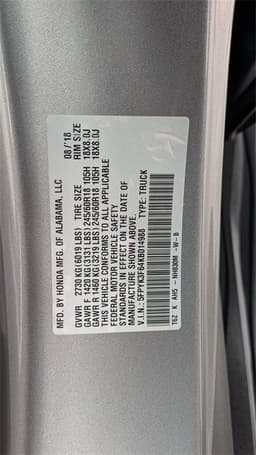 MFD. BY HONDA MFG. OF ALABAMA, LLC 08/'18
GVWR 2730 KG(6019 LBS) TIRE SIZE RIM SIZE
GAWR F 1420 KG(3131 LBS) 245/60R18 105H 18X8.0J
GAWR R 1460 KG(3219 LBS) 245/60R18 105H 18X8.0J
THIS VEHICLE CONFORMS TO ALL APPLICABLE
FEDERAL MOTOR VEHICLE SAFETY
STANDARDS IN EFFECT ON THE DATE OF
MANUFACTURE SHOWN ABOVE.
V.I.N.: 5FPYK3F64KB014968 TYPE: TRUCK
T6Z K AH5 - NH830M -W-B